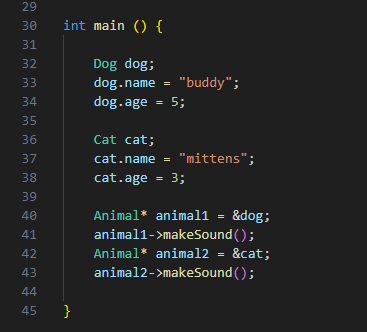 29
30 int main () {
31
32 Dog dog;
33 dog.name = "buddy";
34 dog.age = 5;
35
36 Cat cat;
37 cat.name = "mittens";
38 cat.age = 3;
39
40 Animal* animal1 = &dog;
41 animal1->makeSound();
42 Animal* animal2 = &cat;
43 animal2->makeSound();
44
45 }